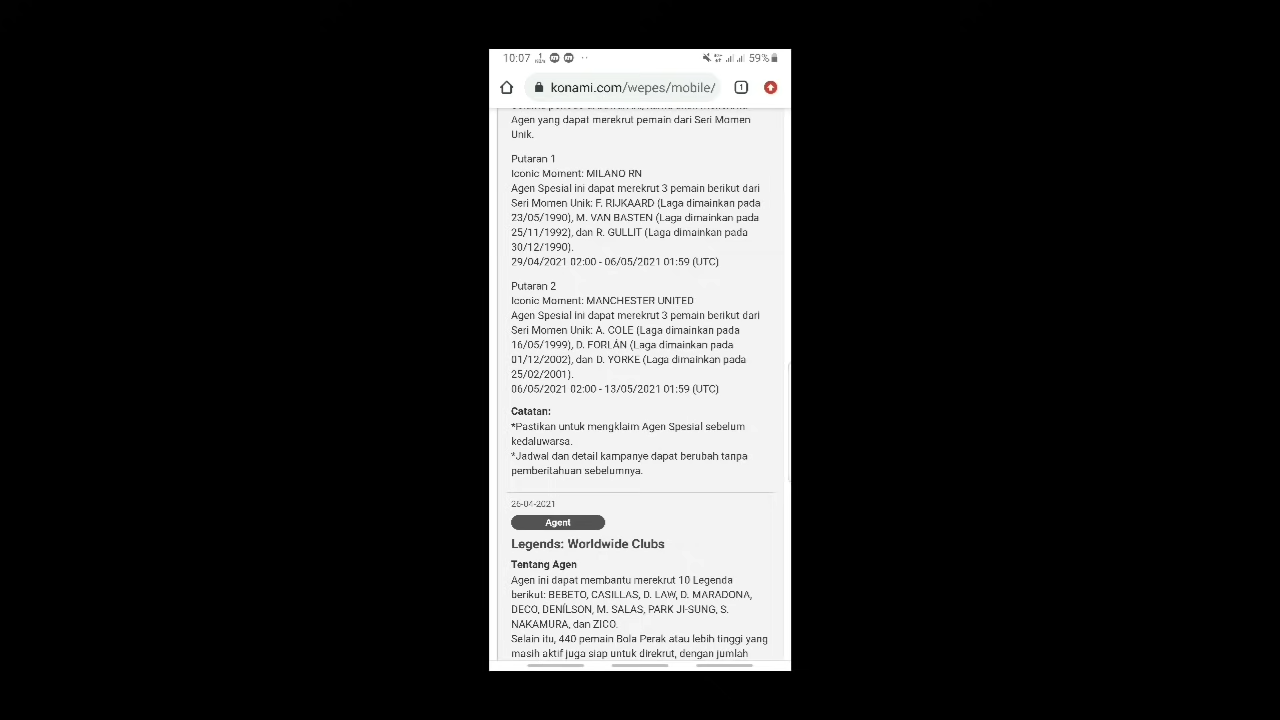 10:07
59%
konami.com/wepes/mobile/
1
Agen yang dapat merekrut pemain dari Seri Momen
Unik.
Putaran 1
Iconic Moment: MILANO RN
Agen Spesial ini dapat merekrut 3 pemain berikut dari
Seri Momen Unik: F. RIJKAARD (Laga dimainkan pada
23/05/1990), M. VAN BASTEN (Laga dimainkan pada
25/11/1992), dan R. GULLIT (Laga dimainkan pada
30/12/1990).
29/04/2021 02:00 - 06/05/2021 01:59 (UTC)
Putaran 2
Iconic Moment: MANCHESTER UNITED
Agen Spesial ini dapat merekrut 3 pemain berikut dari
Seri Momen Unik: A. COLE (Laga dimainkan pada
16/05/1999), D. FORLÁN (Laga dimainkan pada
01/12/2002), dan D. YORKE (Laga dimainkan pada
25/02/2001).
06/05/2021 02:00 - 13/05/2021 01:59 (UTC)
Catatan:
*Pastikan untuk mengklaim Agen Spesial sebelum
kedaluwarsa.
*Jadwal dan detail kampanye dapat berubah tanpa
pemberitahuan sebelumnya.
26-04-2021
Agent
Legends: Worldwide Clubs
Tentang Agen
Agen ini dapat membantu merekrut 10 Legenda
berikut: BEBETO, CASILLAS, D. LAW, D. MARADONA,
DECO, DENÍLSON, M. SALAS, PARK JI-SUNG, S.
NAKAMURA, dan ZICO.
Selain itu, 440 pemain Bola Perak atau lebih tinggi yang
masih aktif juga siap untuk direkrut, dengan jumlah